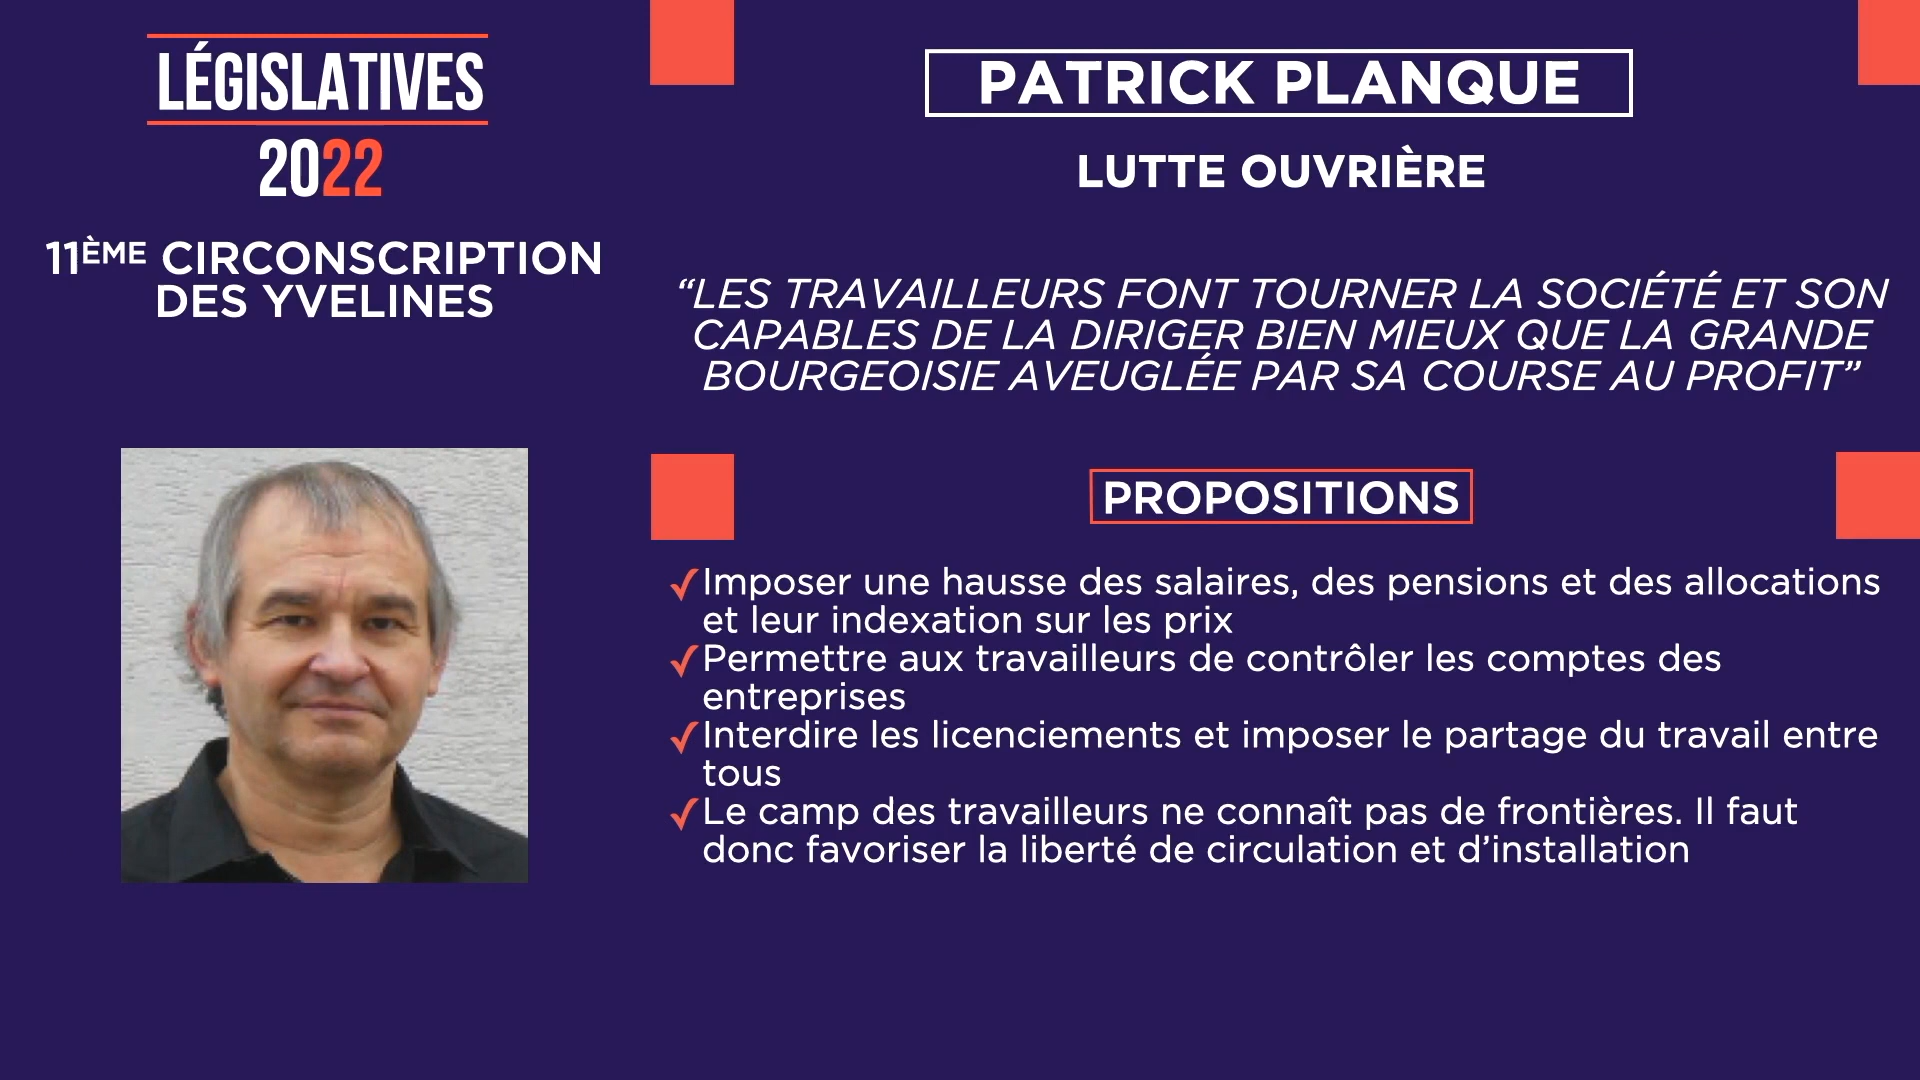 LÉGISLATIVES
2022
11ÈME CIRCONSCRIPTION
DES YVELINES
PATRICK PLANQUE
LUTTE OUVRIÈRE
“LES TRAVAILLEURS FONT TOURNER LA SOCIÉTÉ ET SON
CAPABLES DE LA DIRIGER BIEN MIEUX QUE LA GRANDE
BOURGEOISIE AVEUGLÉE PAR SA COURSE AU PROFIT”
PROPOSITIONS
✓Imposer une hausse des salaires, des pensions et des allocations
et leur indexation sur les prix
✓Permettre aux travailleurs de contrôler les comptes des
entreprises
✓Interdire les licenciements et imposer le partage du travail entre
tous
✓Le camp des travailleurs ne connaît pas de frontières. Il faut
donc favoriser la liberté de circulation et d’installation